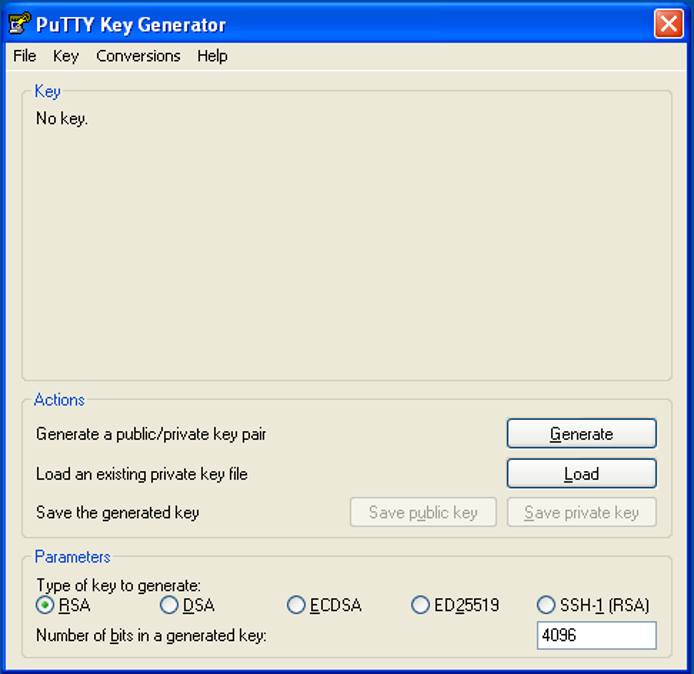 PuTTY Key Generator
File Key Conversions Help
Key
No key.
Actions
Generate a public/private key pair Generate
Load an existing private key file Load
Save the generated key Save public key Save private key
Parameters
Type of key to generate:
RSA DSA ECDSA ED25519 SSH-1 (RSA)
Number of bits in a generated key: 4096